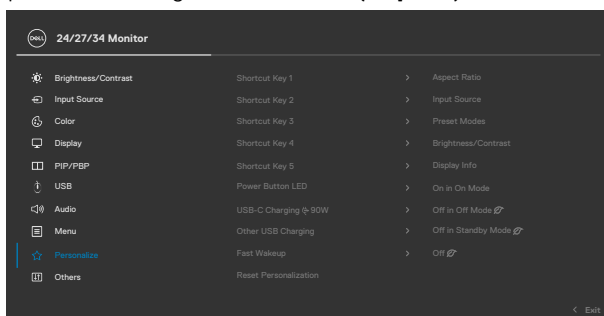 DELL 24/27/34 Monitor
Brightness/Contrast Shortcut Key 1 > Aspect Ratio
Input Source Shortcut Key 2 > Input Source
Color Shortcut Key 3 > Preset Modes
Display Shortcut Key 4 > Brightness/Contrast
PIP/PBP Shortcut Key 5 > Display Info
USB Power Button LED > On in On Mode
Audio USB-C Charging 90W > Off in Off Mode
Menu Other USB Charging > Off in Standby Mode
Personalize Fast Wakeup > Off
Others Reset Personalization
< Exit